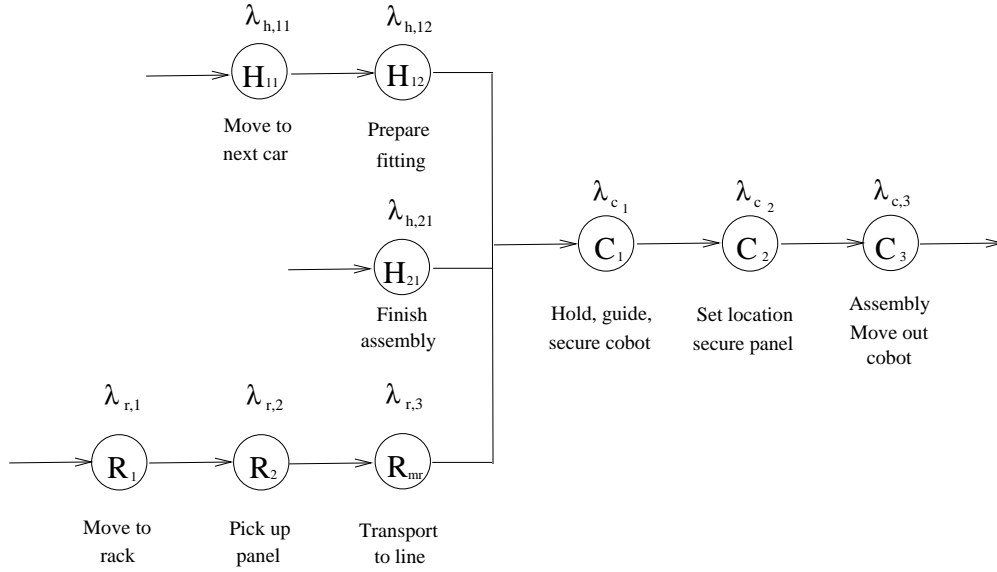 λh,11 λh,12
H11 H12
Move to
next car
Prepare
fitting
λh,21
H21
Finish
assembly
λc1 λc2 λc,3
C1 C2 C3
Hold, guide,
secure cobot
Set location
secure panel
Assembly
Move out
cobot
λr,1 λr,2 λr,3
R1 R2 Rmr
Move to
rack
Pick up
panel
Transport
to line